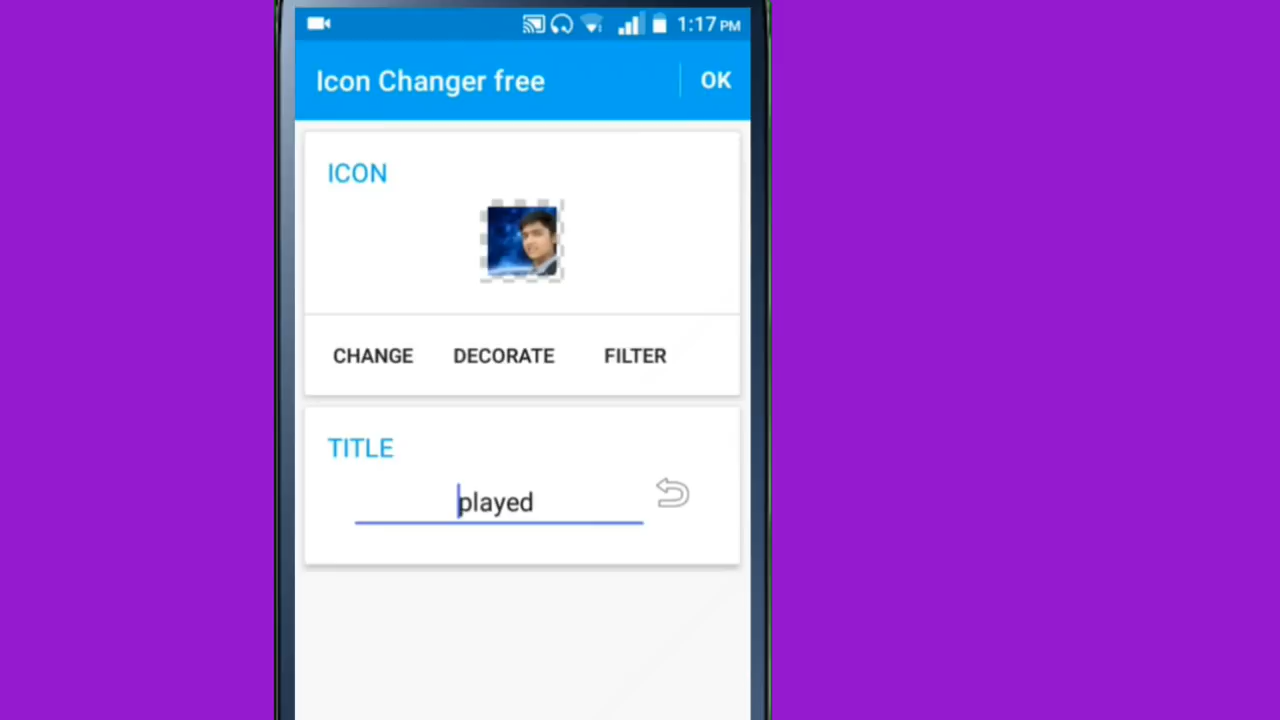 1:17 PM
Icon Changer free OK
ICON
CHANGE DECORATE FILTER
TITLE
played